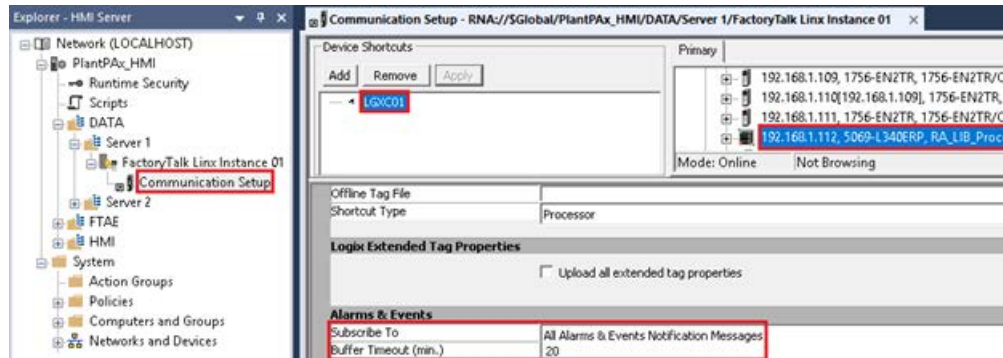 Explorer - HMI Server
Network (LOCALHOST)
PlantPAx_HMI
Runtime Security
Scripts
DATA
Server 1
FactoryTalk Linx Instance 01
Communication Setup
Server 2
FTAE
HMI
System
Action Groups
Policies
Computers and Groups
Networks and Devices
Communication Setup - RNA://$Global/PlantPAx_HMI/DATA/Server 1/FactoryTalk Linx Instance 01
Device Shortcuts
Add Remove Apply
LGXC01
Primary
192.168.1.109, 1756-EN2TR, 1756-EN2TR/C
192.168.1.110[192.168.1.109], 1756-EN2TR,
192.168.1.111, 1756-EN2TR, 1756-EN2TR/C
192.168.1.112, 5069-L340ERP, RA_LIB_Proc
Mode: Online Not Browsing
Offline Tag File
Shortcut Type Processor
Logix Extended Tag Properties
Upload all extended tag properties
Alarms & Events
Subscribe To All Alarms & Events Notification Messages
Buffer Timeout (min.) 20